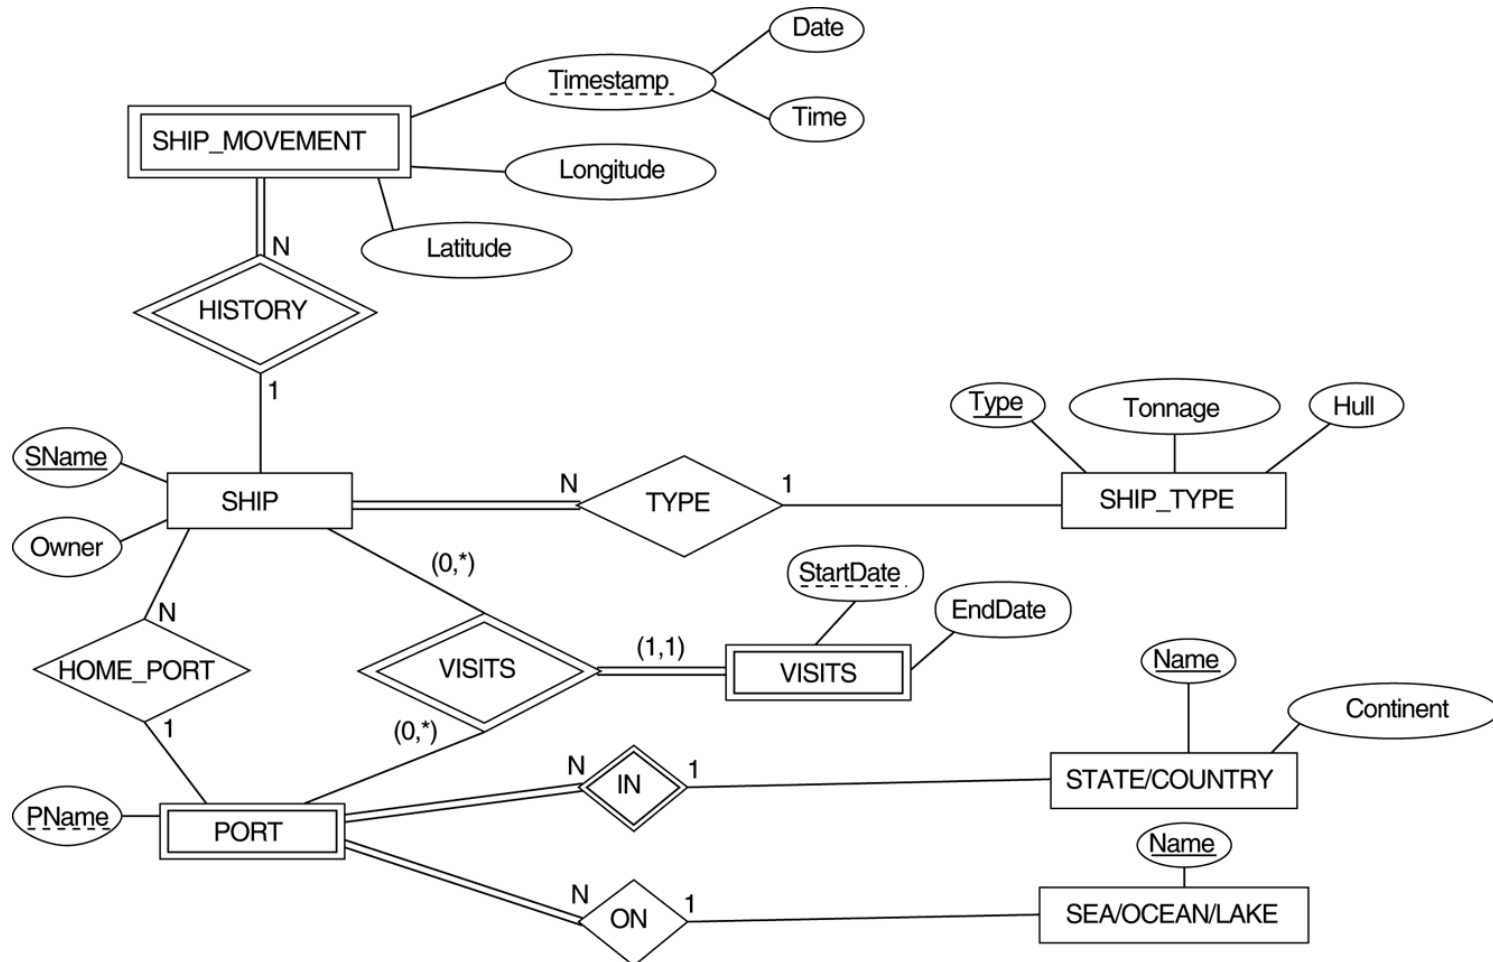 Date
Timestamp
Time
SHIP_MOVEMENT
Longitude
Latitude
N
HISTORY
1
Type
Tonnage
Hull
SName
SHIP
N
TYPE
1
SHIP_TYPE
Owner
(0,*)
StartDate
EndDate
N
HOME_PORT
1
VISITS
(1,1)
VISITS
(0,*)
Name
Continent
N
IN
1
STATE/COUNTRY
PName
PORT
Name
N
ON
1
SEA/OCEAN/LAKE